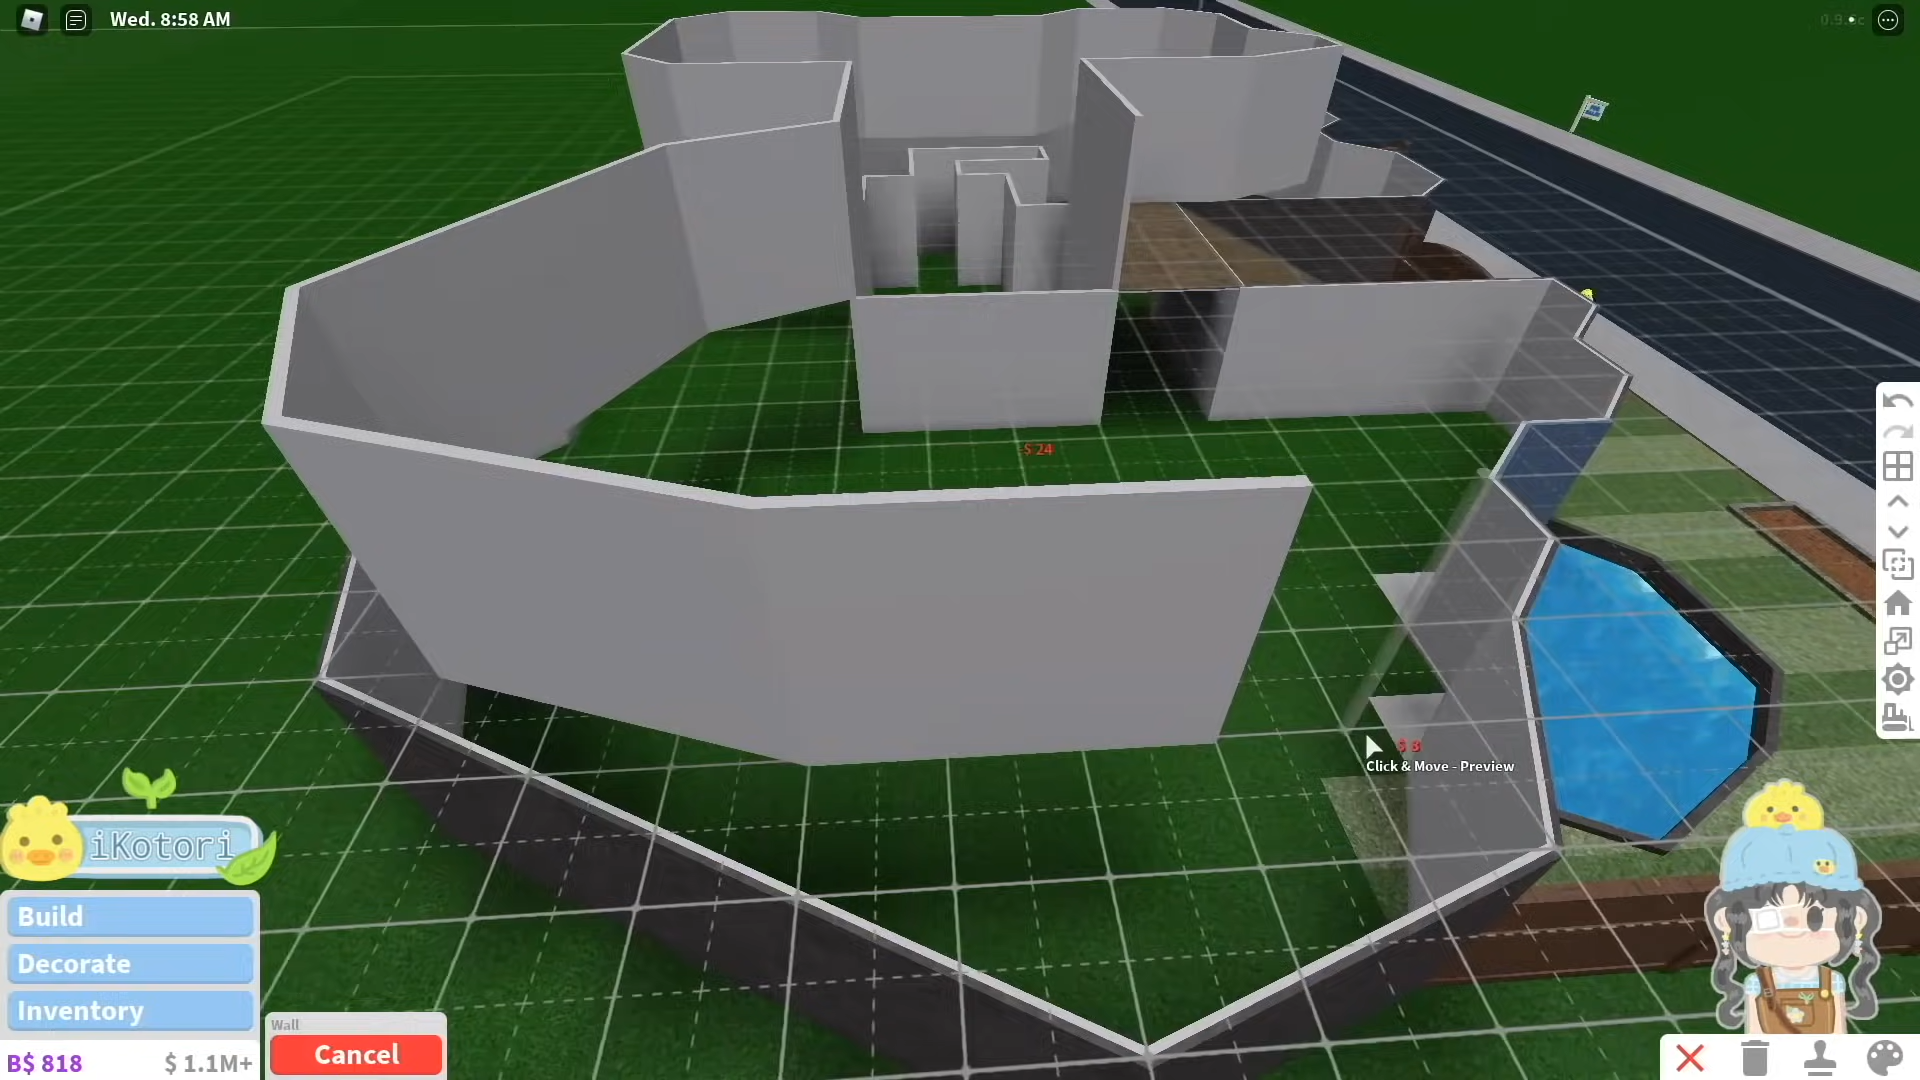 Wed. 8:58 AM
-$ 24
$ 8
Click & Move - Preview
iKotori
Build
Decorate
Inventory
B$ 818
$ 1.1M+
Wall
Cancel